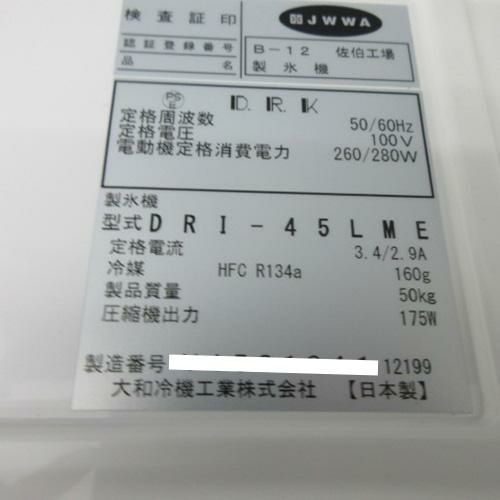 検査証印
JWWA
認証登録番号 B-12 佐伯工場
品名 製氷機
PS E D.R.K
定格周波数 50/60Hz
定格電圧 100V
電動機定格消費電力 260/280W
製氷機
型式DRI-45LME
定格電流 3.4/2.9A
冷媒 HFC R134a 160g
製品質量 50kg
圧縮機出力 175W
製造番号 12199
大和冷機工業株式会社 【日本製】